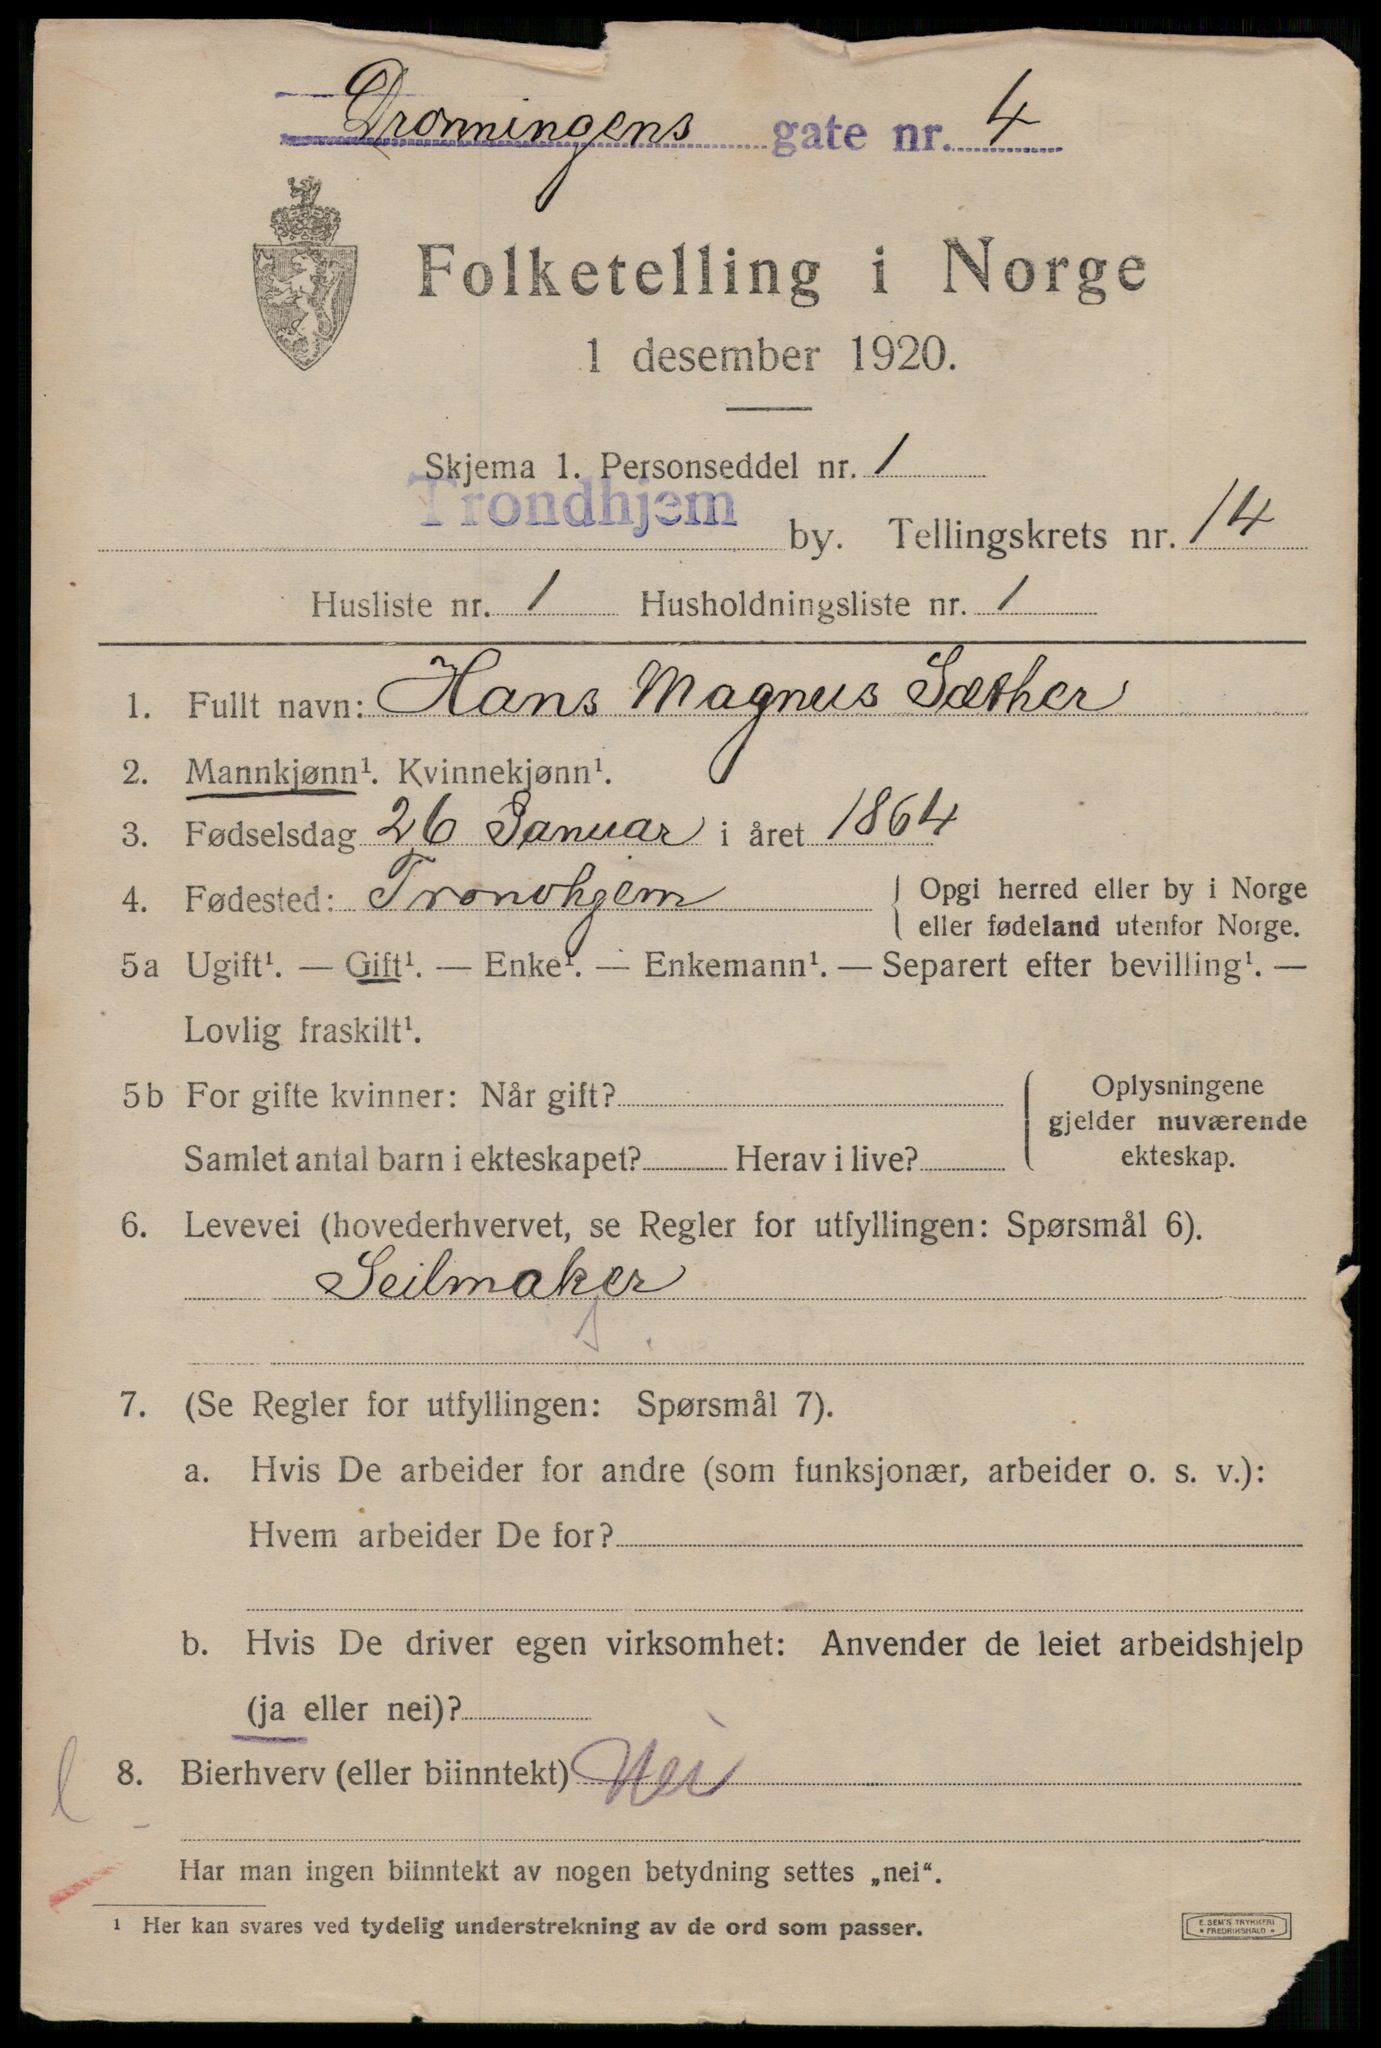 Dronningens gate nr. 4
Folketelling i Norge
1 desember 1920.
Skjema 1. Personseddel nr. 1
Trondhjem by. Tellingskrets nr. 14
Husliste nr. 1 Husholdningsliste nr. 1
1. Fullt navn: Hans Magnus Sæther
2. Mannkjønn¹. Kvinnekjønn¹.
3. Fødselsdag 26 Januar i året 1864
4. Fødested: Trondhjem { Opgi herred eller by i Norge
eller fødeland utenfor Norge.
5a Ugift¹. — Gift¹. — Enke¹. — Enkemann¹. — Separert efter bevilling¹. —
Lovlig fraskilt¹.
5b For gifte kvinner: Når gift?
Samlet antal barn i ekteskapet? Herav i live?
Oplysningene
gjelder nuværende
ekteskap.
6. Levevei (hovederhvervet, se Regler for utfyllingen: Spørsmål 6).
Seilmaker
7. (Se Regler for utfyllingen: Spørsmål 7).
a. Hvis De arbeider for andre (som funksjonær, arbeider o. s. v.):
Hvem arbeider De for?
b. Hvis De driver egen virksomhet: Anvender de leiet arbeidshjelp
(ja eller nei)?
8. Bierhverv (eller biinntekt) Nei
Har man ingen biinntekt av nogen betydning settes „nei“.
¹ Her kan svares ved tydelig understrekning av de ord som passer.
E. SEM'S TRYKKERI
* FREDRIKSHALD *